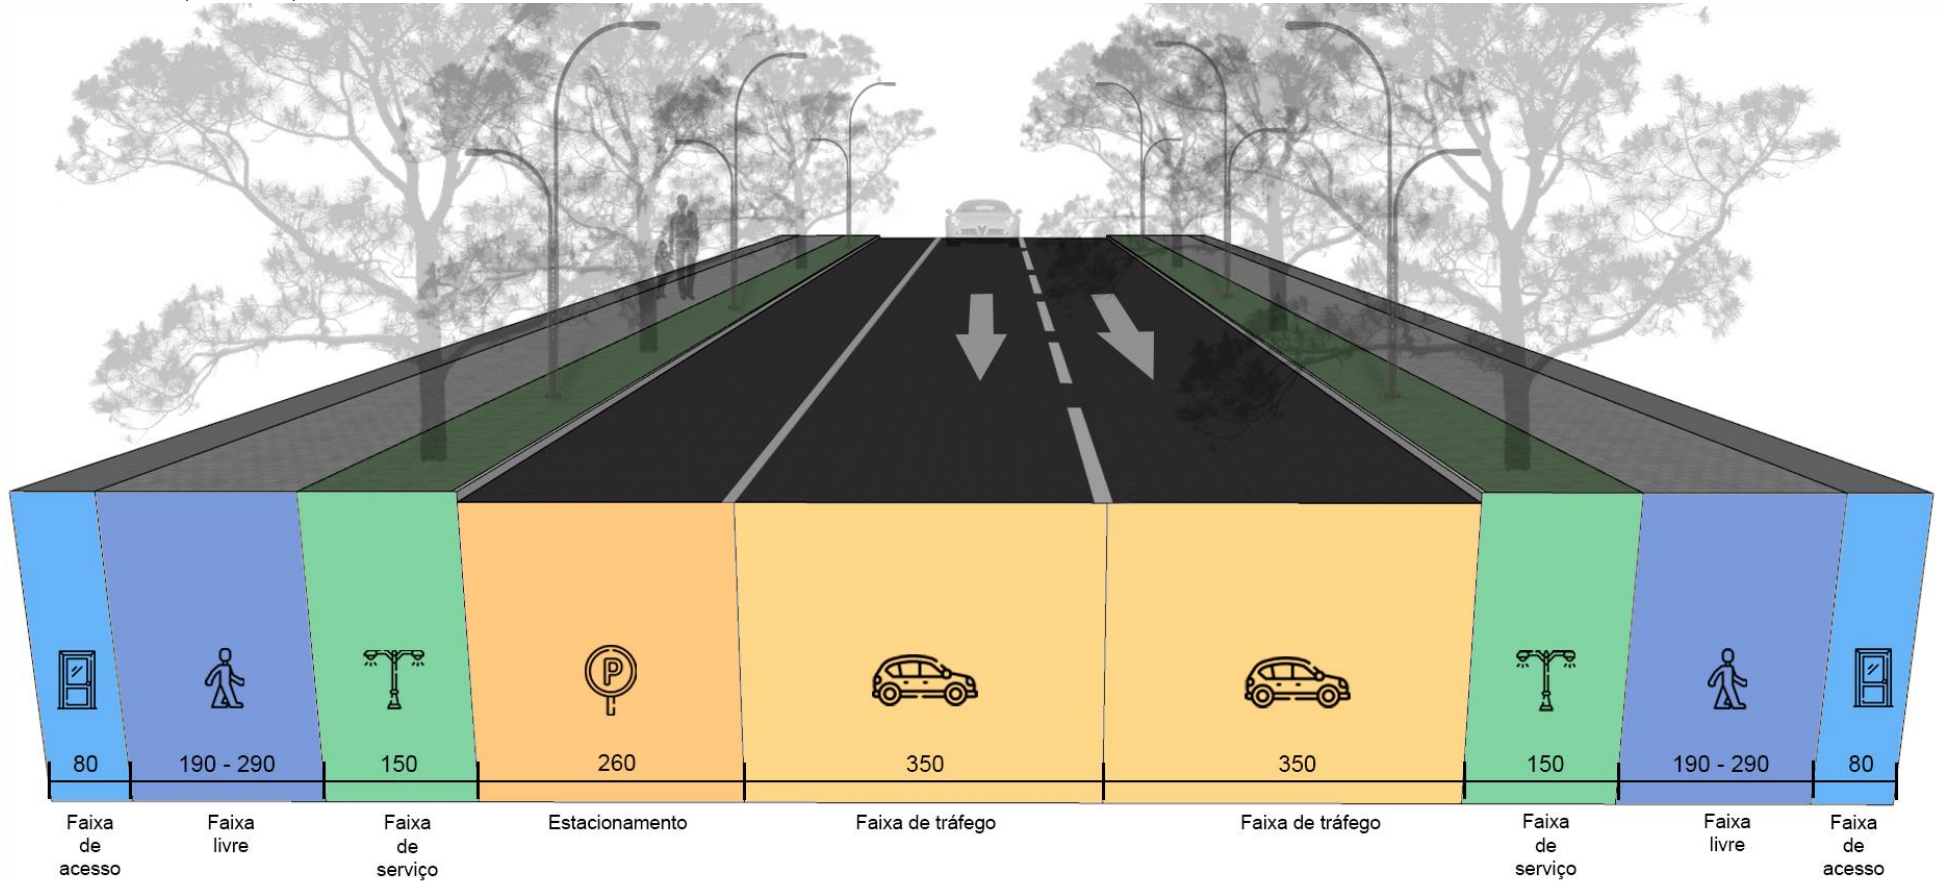 P
P
80
190 - 290
150
260
350
350
150
190 - 290
80
Faixa
de
acesso
Faixa
livre
Faixa
de
serviço
Estacionamento
Faixa de tráfego
Faixa de tráfego
Faixa
de
serviço
Faixa
livre
Faixa
de
acesso